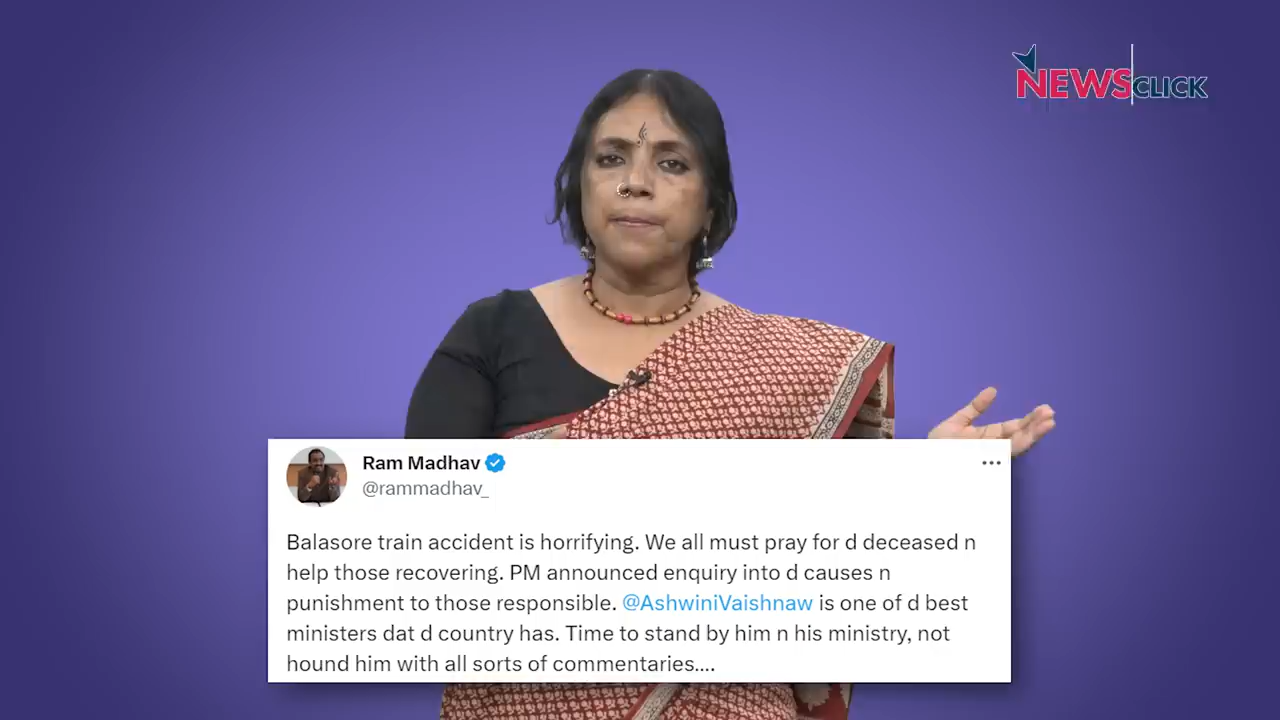 NEWSCLICK
Ram Madhav
@rammadhav_
Balasore train accident is horrifying. We all must pray for d deceased n
help those recovering. PM announced enquiry into d causes n
punishment to those responsible. @AshwiniVaishnaw is one of d best
ministers dat d country has. Time to stand by him n his ministry, not
hound him with all sorts of commentaries....